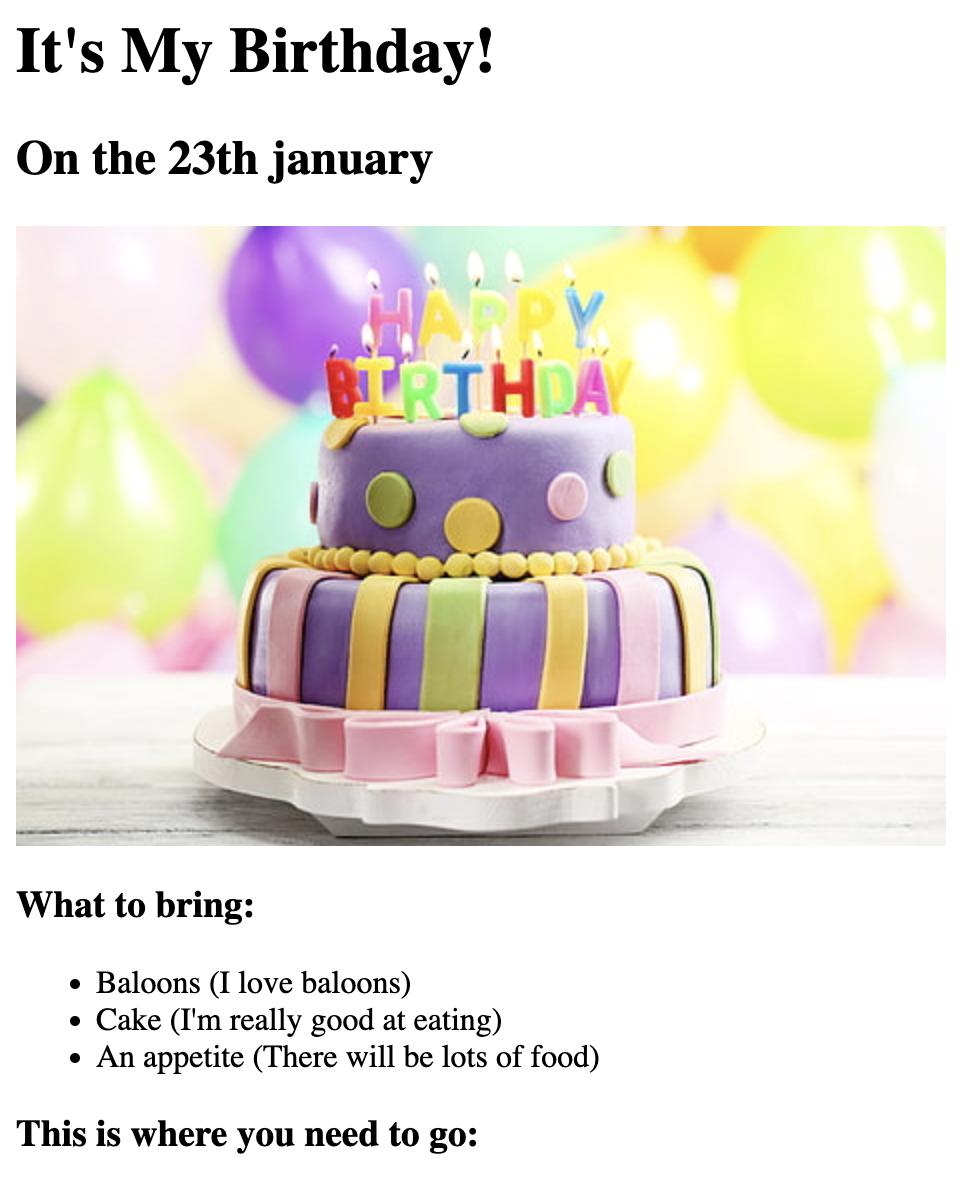 It's My Birthday!
On the 23th january
HAPPY
BIRTHDAY
What to bring:
Baloons (I love baloons)
Cake (I'm really good at eating)
An appetite (There will be lots of food)
This is where you need to go: